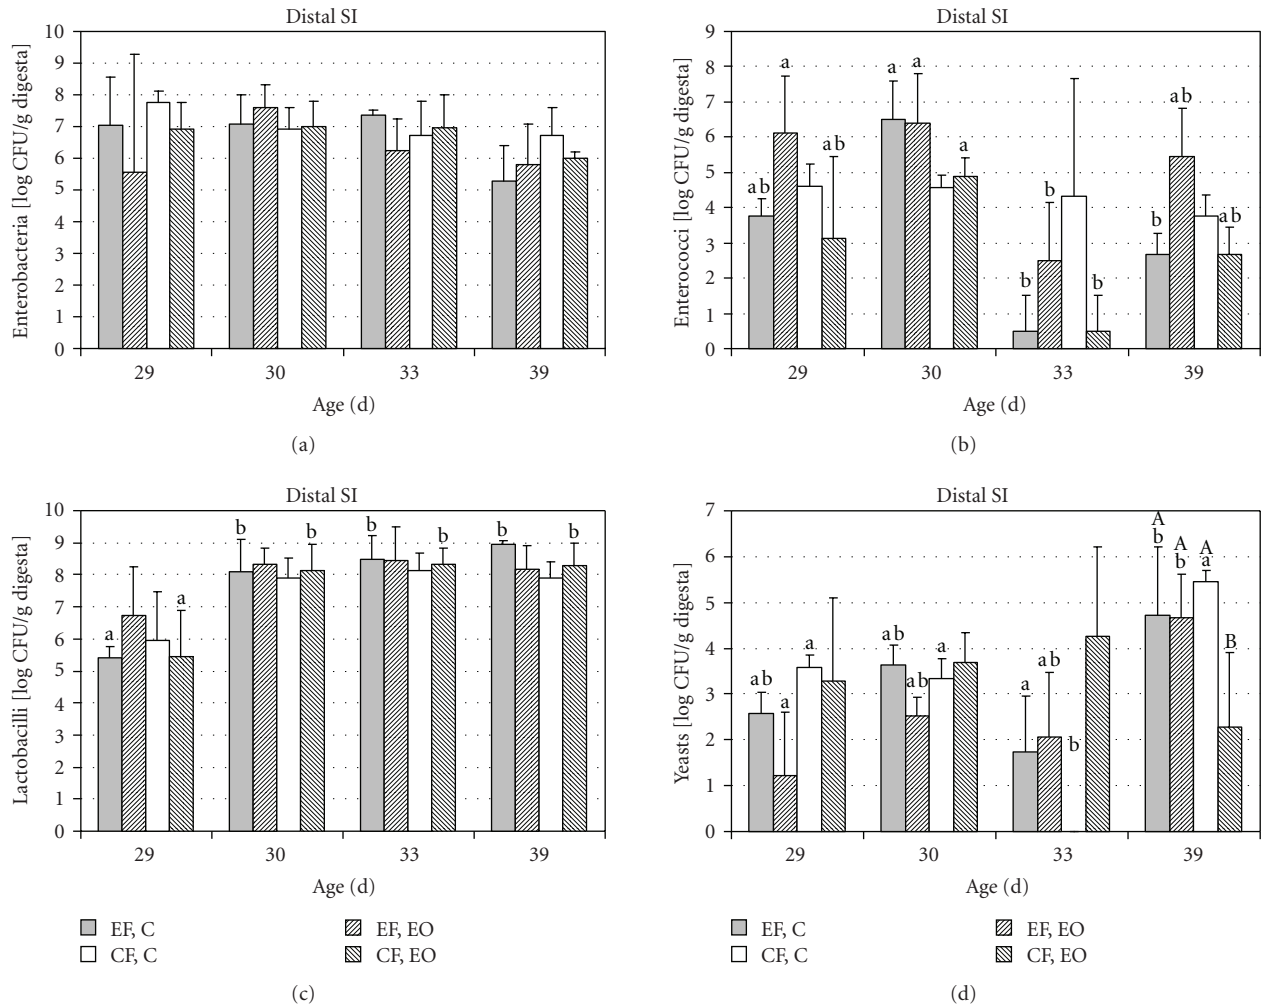 Distal SI
Enterobacteria [log CFU/g digesta]
10
9
8
7
6
5
4
3
2
1
0
29 30 33 39
Age (d)
(a)
Distal SI
Enterococci [log CFU/g digesta]
9
8
7
6
5
4
3
2
1
0
a b a a b a a a b b b b a b a b
29 30 33 39
Age (d)
(b)
Distal SI
Lactobacilli [log CFU/g digesta]
10
9
8
7
6
5
4
3
2
1
0
a a b b b b b b
29 30 33 39
Age (d)
EF, C EF, EO
CF, C CF, EO
(c)
Distal SI
Yeasts [log CFU/g digesta]
7
6
5
4
3
2
1
0
a b a a a b a b a a a b b A b A b A a B
29 30 33 39
Age (d)
EF, C EF, EO
CF, C CF, EO
(d)